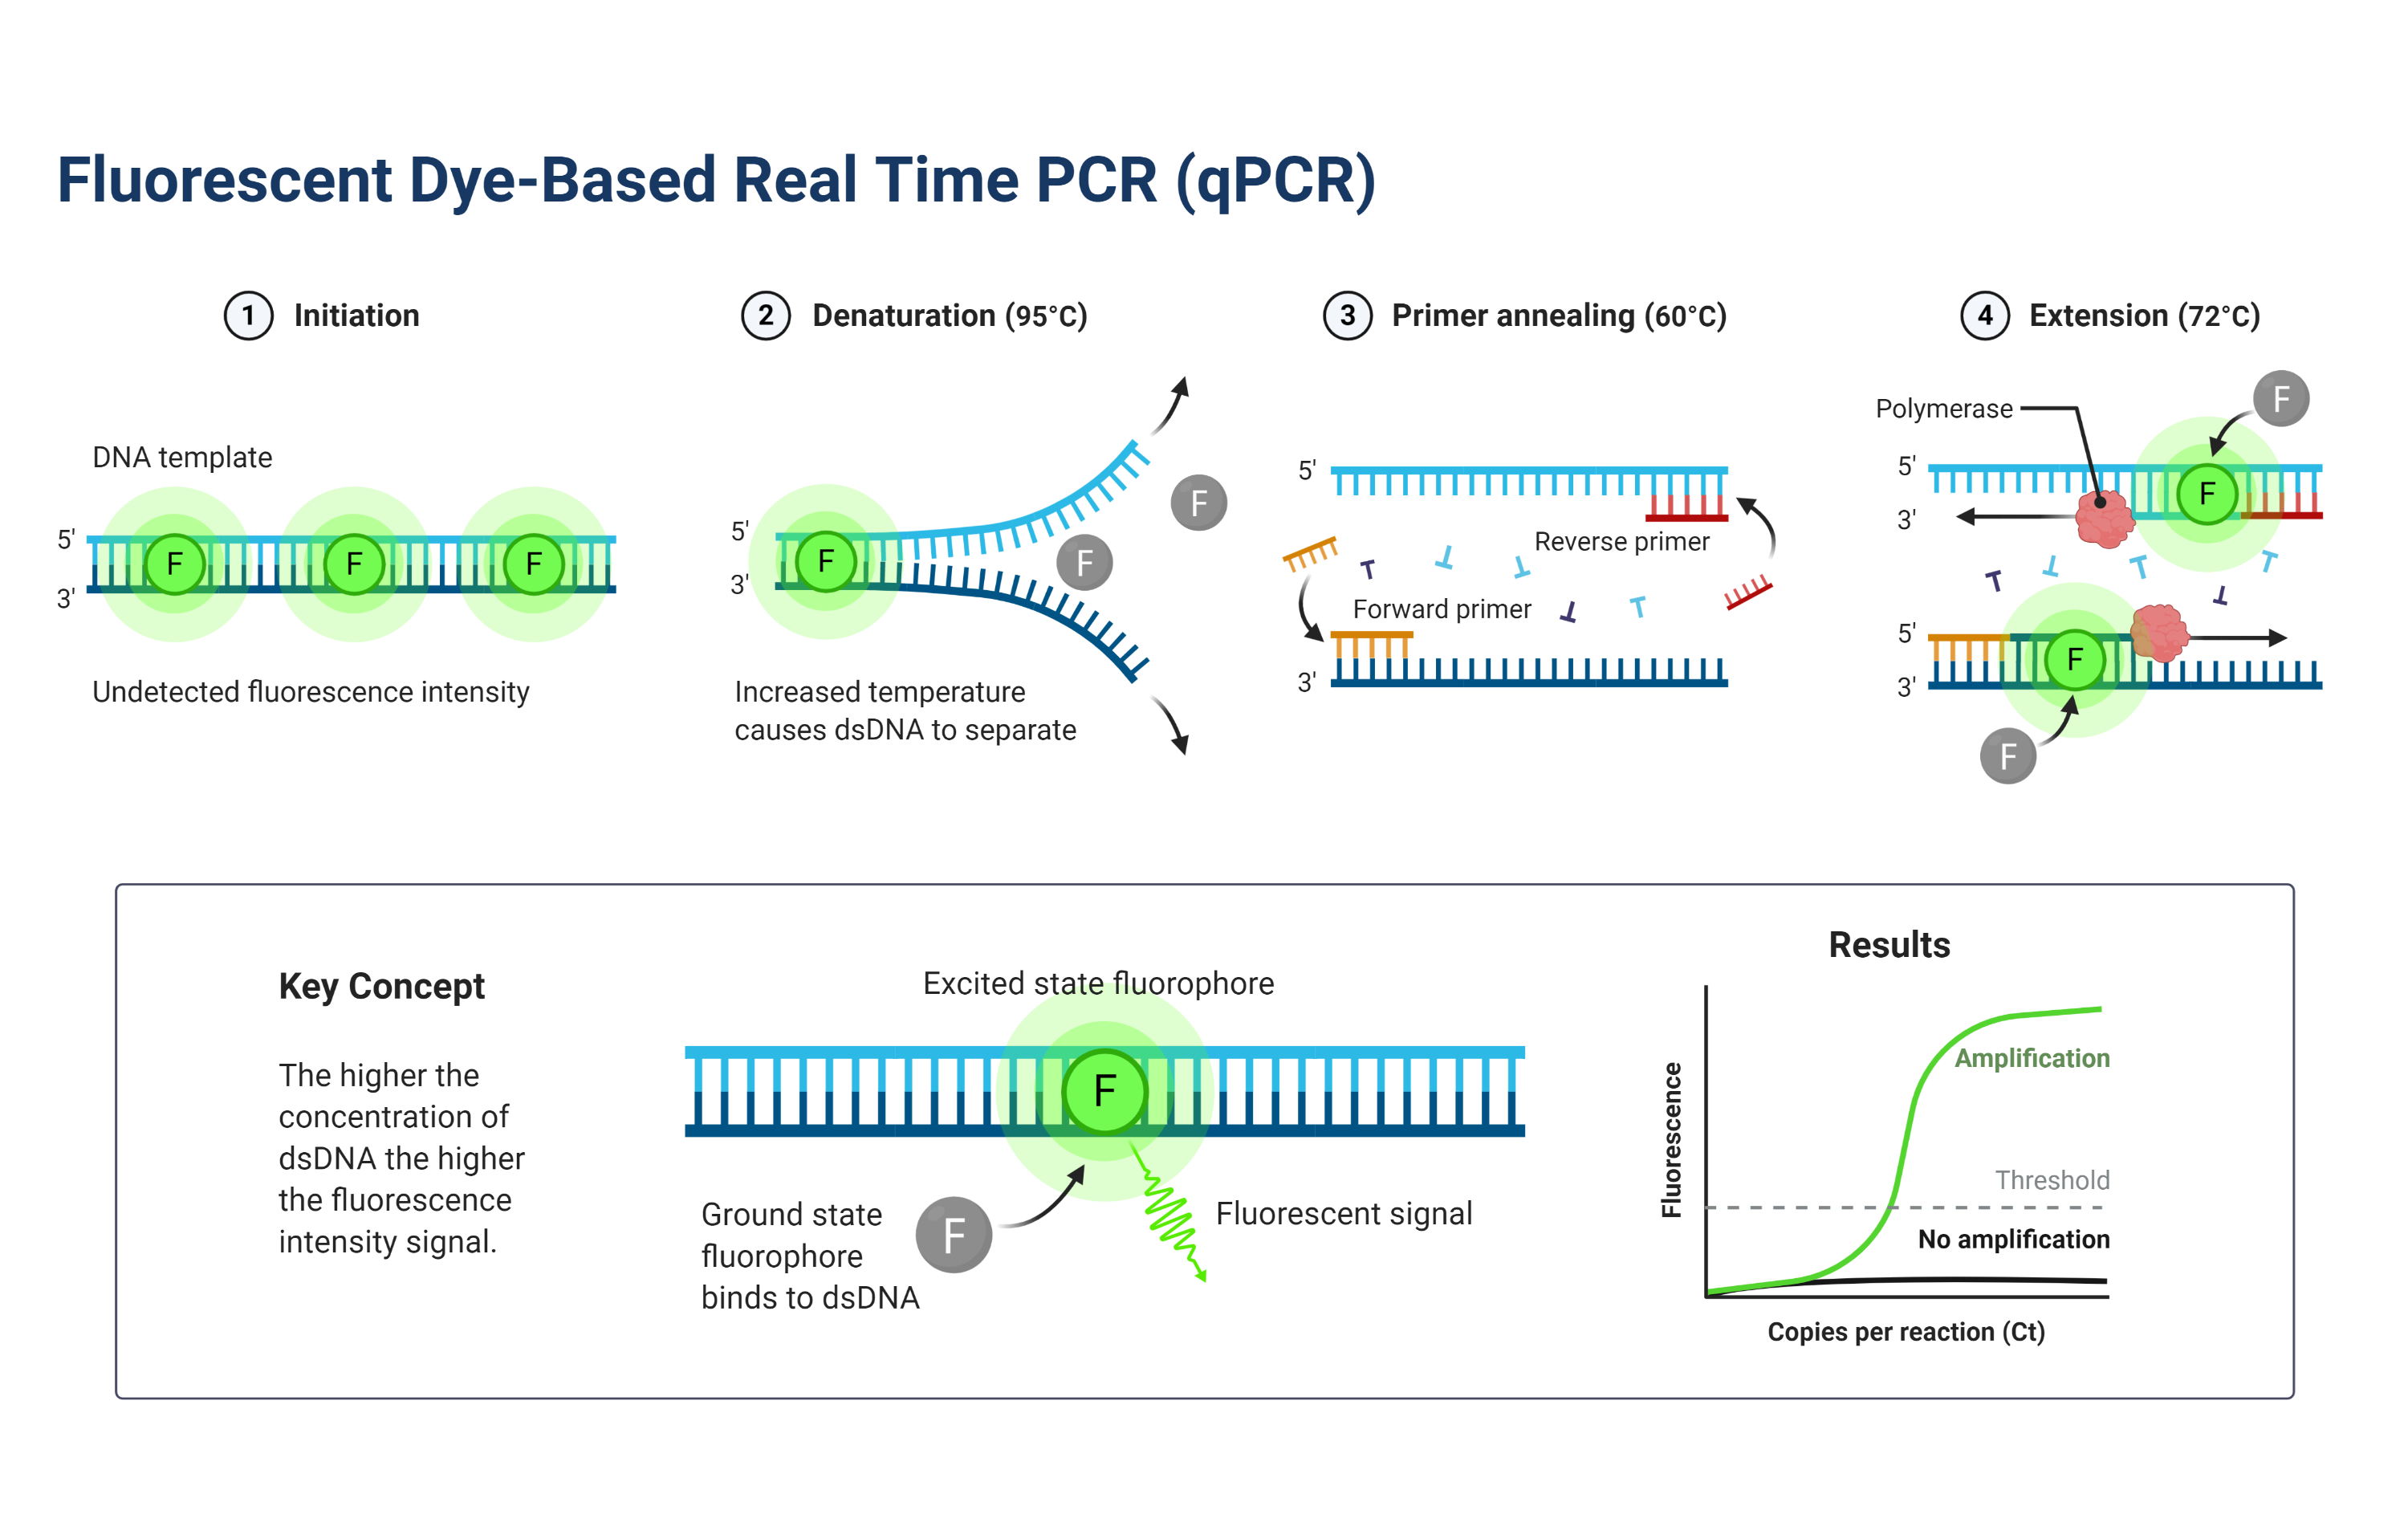 Fluorescent Dye-Based Real Time PCR (qPCR)
1 Initiation
DNA template
5'
3'
F F F
Undetected fluorescence intensity
2 Denaturation (95°C)
5'
3'
F
F
F
Increased temperature
causes dsDNA to separate
3 Primer annealing (60°C)
5'
Reverse primer
Forward primer
3'
4 Extension (72°C)
F
Polymerase
5'
F
3'
5'
F
3'
F
Key Concept
The higher the
concentration of
dsDNA the higher
the fluorescence
intensity signal.
Excited state fluorophore
F
Ground state
fluorophore
binds to dsDNA
F
Fluorescent signal
Results
Fluorescence
Amplification
Threshold
No amplification
Copies per reaction (Ct)